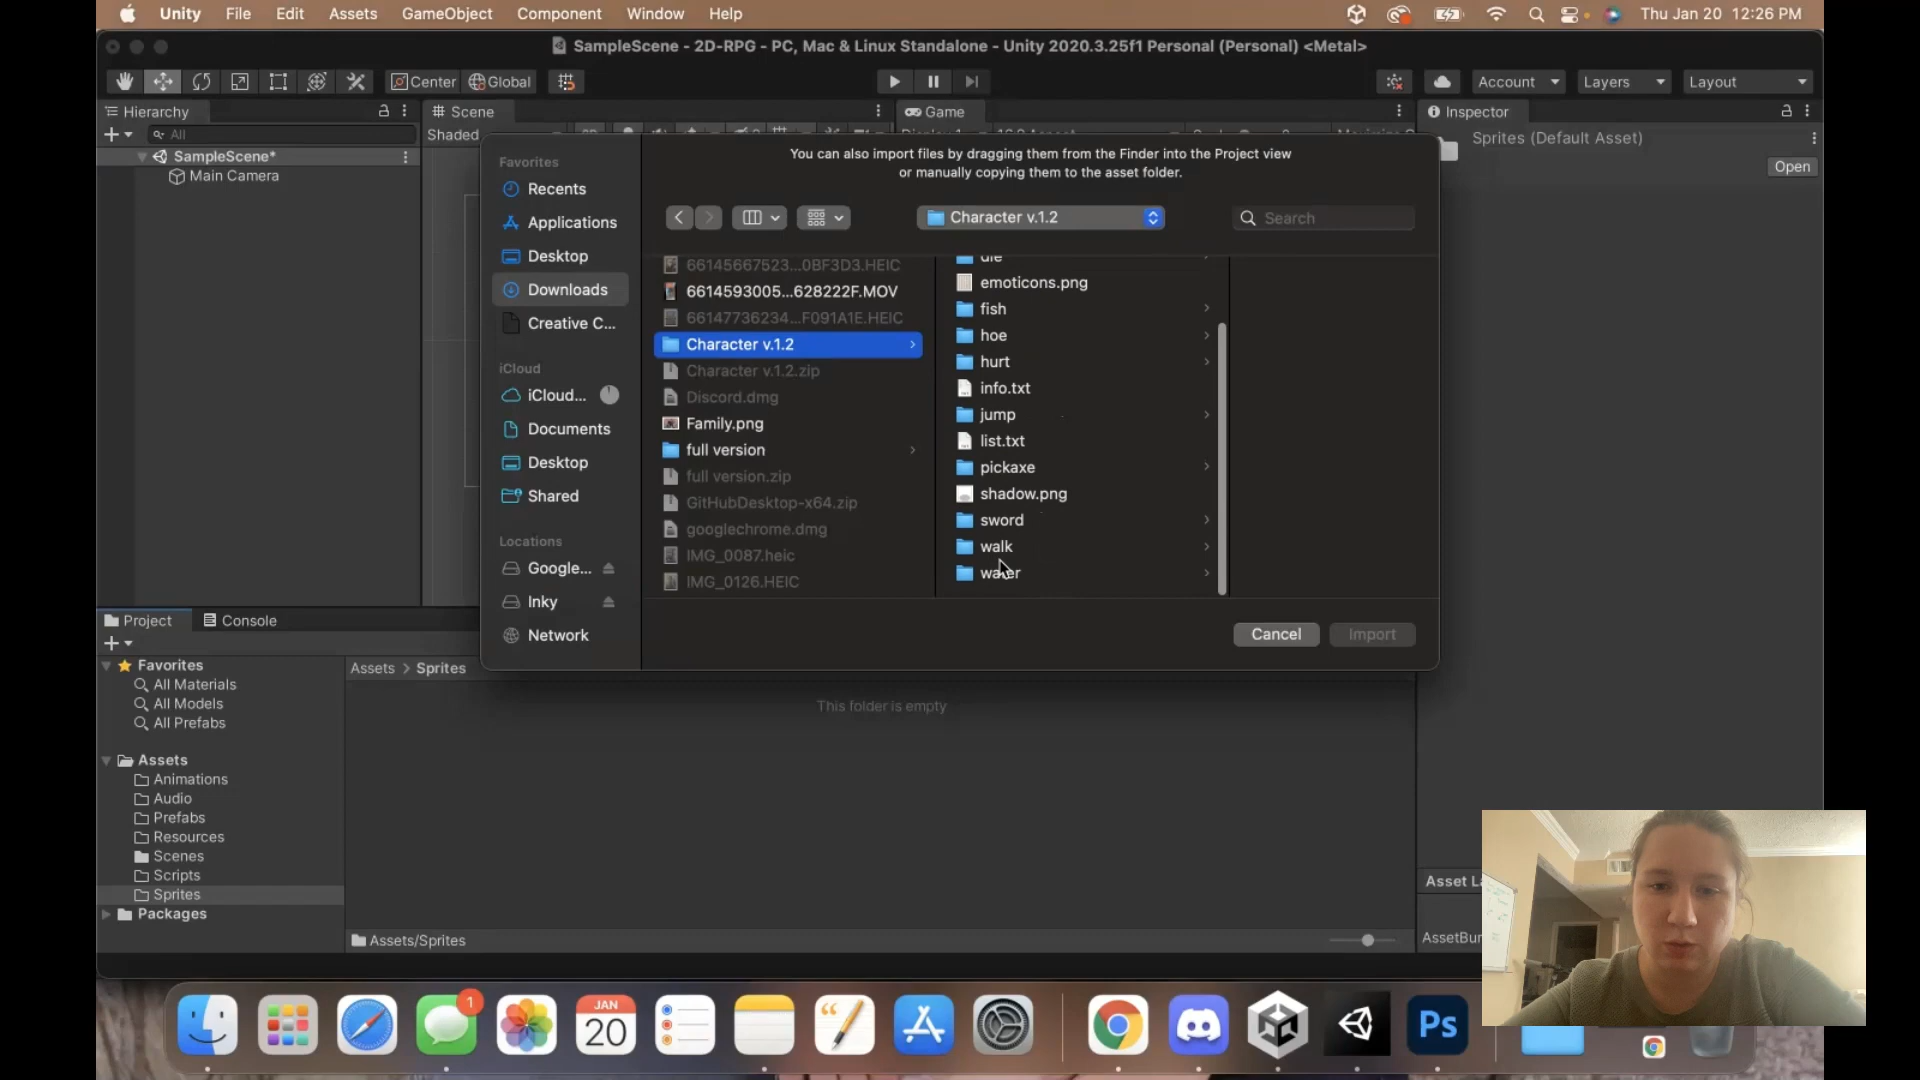 Unity File Edit Assets GameObject Component Window Help
Thu Jan 20 12:26 PM
SampleScene - 2D-RPG - PC, Mac & Linux Standalone - Unity 2020.3.25f1 Personal (Personal) <Metal>
Center Global
Account Layers Layout
Hierarchy
Scene
Game
Inspector
All
Shaded
SampleScene*
Main Camera
Sprites (Default Asset)
Open
You can also import files by dragging them from the Finder into the Project view
or manually copying them to the asset folder.
Character v.1.2
Search
Favorites
Recents
Applications
Desktop
Downloads
Creative C...
iCloud
iCloud...
Documents
Desktop
Shared
Locations
Google...
Inky
Network
66145667523...0BF3D3.HEIC
6614593005...628222F.MOV
66147736234...F091A1E.HEIC
Character v.1.2
Character v.1.2.zip
Discord.dmg
Family.png
full version
full version.zip
GitHubDesktop-x64.zip
googlechrome.dmg
IMG_0087.heic
IMG_0126.HEIC
die
emoticons.png
fish
hoe
hurt
info.txt
jump
list.txt
pickaxe
shadow.png
sword
walk
water
Cancel Import
Project
Console
Favorites
All Materials
All Models
All Prefabs
Assets
Animations
Audio
Prefabs
Resources
Scenes
Scripts
Sprites
Packages
Assets > Sprites
This folder is empty
Assets/Sprites
Asset La
AssetBun
1
JAN
20
Ps